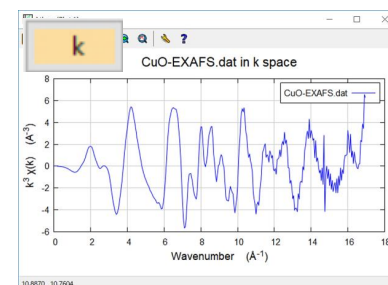 k
?
CuO-EXAFS.dat in k space
CuO-EXAFS.dat
k³ χ(k) (Å⁻³)
8
6
4
2
0
-2
-4
-6
0 2 4 6 8 10 12 14 16 18
Wavenumber (Å⁻¹)
10.8870, 10.7604